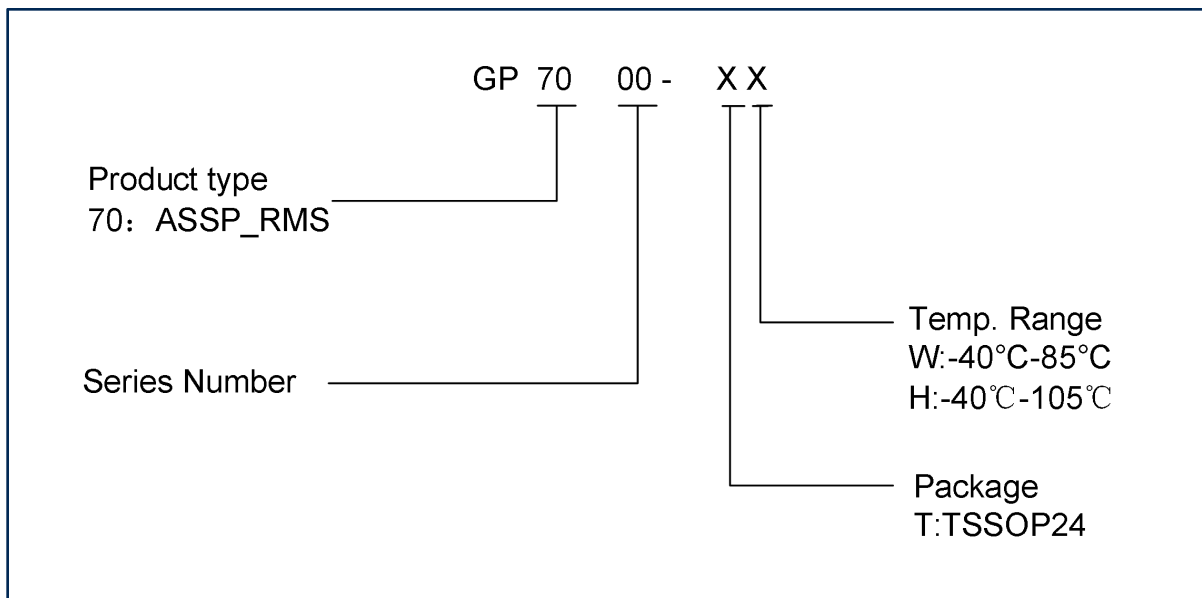 GP 70 00 - X X
Product type
70：ASSP_RMS
Series Number
Temp. Range
W:-40°C-85°C
H:-40℃-105℃
Package
T:TSSOP24